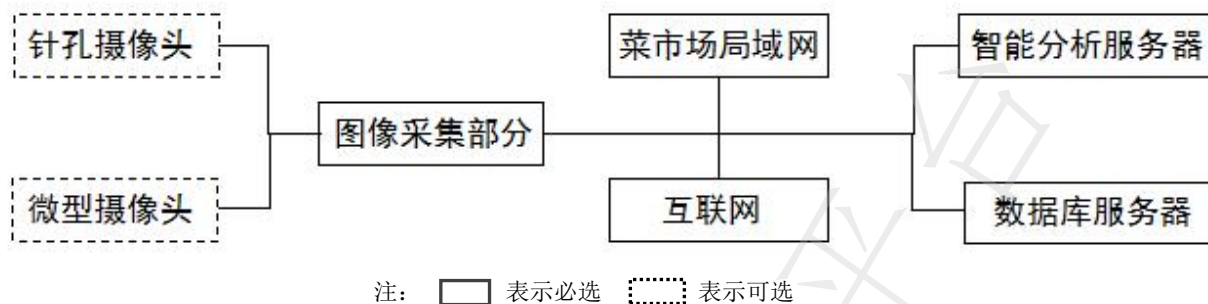 针孔摄像头
菜市场局域网
智能分析服务器
图像采集部分
微型摄像头
互联网
数据库服务器
注： 表示必选 表示可选